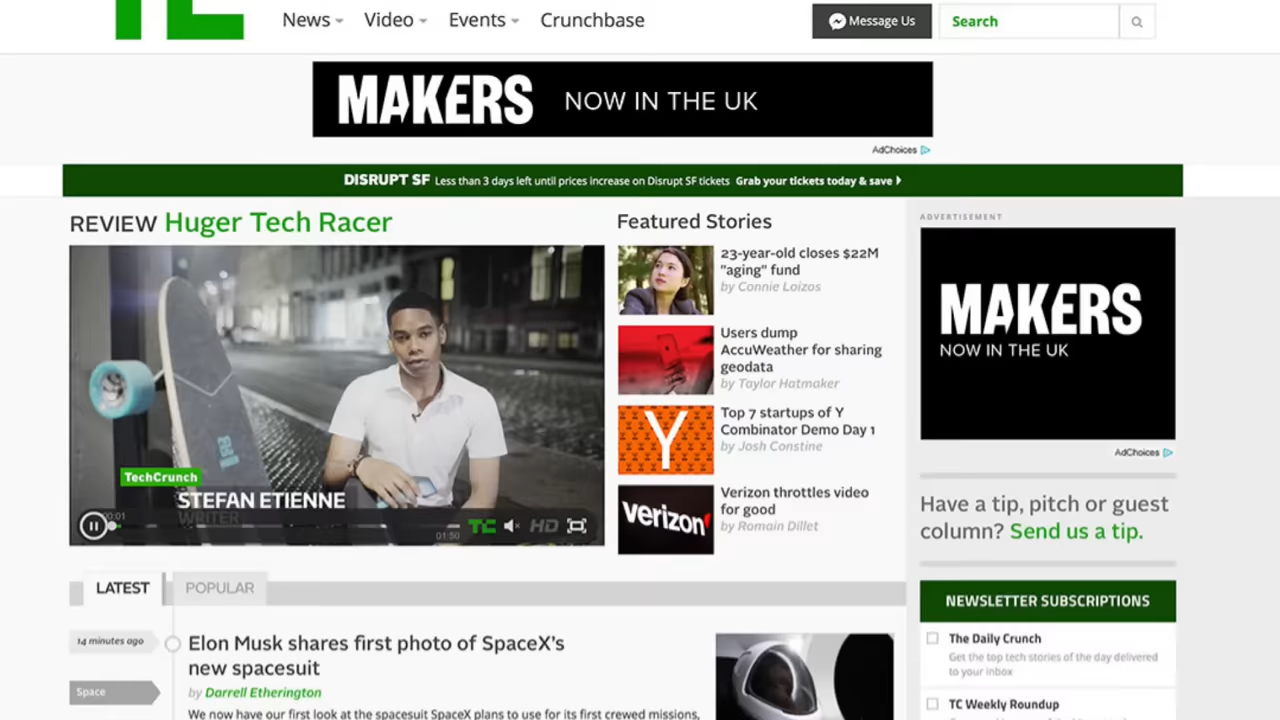 TC
News
Video
Events
Crunchbase
Message Us
Search
MAKERS NOW IN THE UK
AdChoices
DISRUPT SF Less than 3 days left until prices increase on Disrupt SF tickets Grab your tickets today & save
REVIEW Huger Tech Racer
TechCrunch
STEFAN ETIENNE
WRITER
00:01
01:50
TC
HD
Featured Stories
23-year-old closes $22M
"aging" fund
by Connie Loizos
Users dump
AccuWeather for sharing
geodata
by Taylor Hatmaker
Y
Top 7 startups of Y
Combinator Demo Day 1
by Josh Constine
verizon
Verizon throttles video
for good
by Romain Dillet
ADVERTISEMENT
MAKERS
NOW IN THE UK
AdChoices
Have a tip, pitch or guest
column? Send us a tip.
LATEST
POPULAR
14 minutes ago
Space
Elon Musk shares first photo of SpaceX's
new spacesuit
by Darrell Etherington
We now have our first look at the spacesuit SpaceX plans to use for its first crewed missions,
NEWSLETTER SUBSCRIPTIONS
The Daily Crunch
Get the top tech stories of the day delivered
to your inbox
TC Weekly Roundup